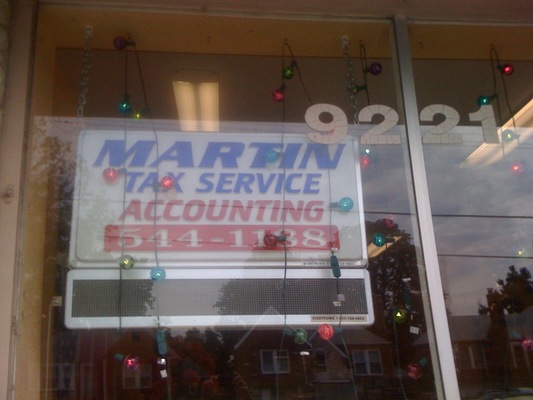 9221
MARTIN
TAX SERVICE
ACCOUNTING
544-1138